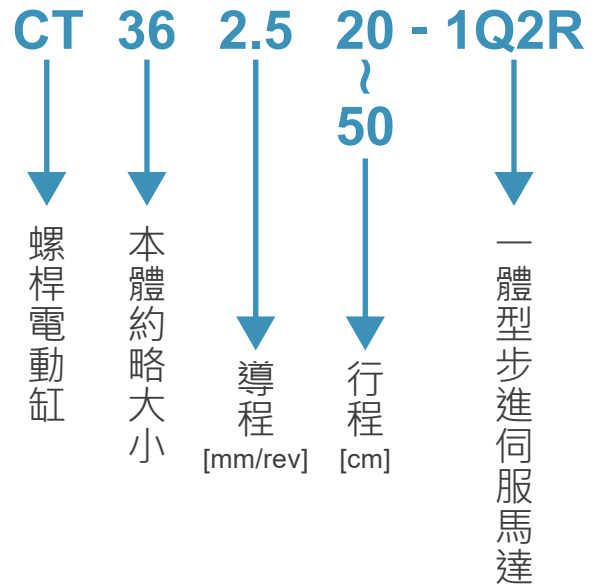 CT 36 2.5 20 - 1Q2R
~
50
螺桿電動缸
本體約略大小
導程
[mm/rev]
行程
[cm]
一體型步進伺服馬達